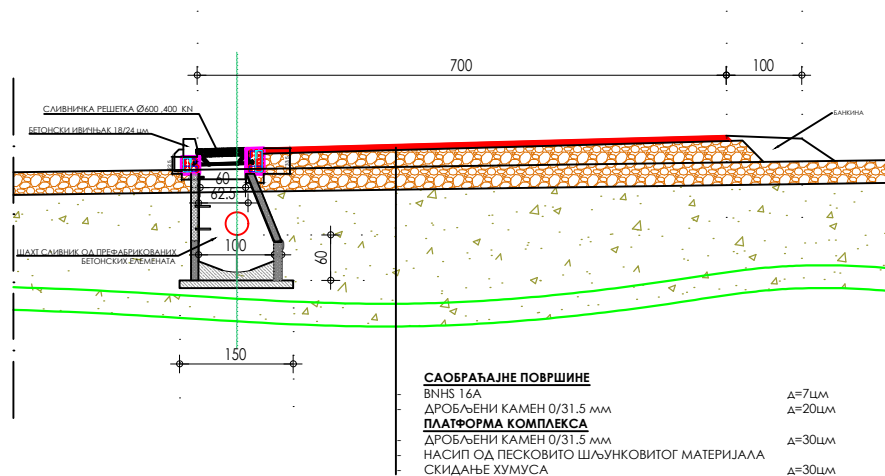 700
100
СЛИВНИЧКА РЕШЕТКА Ø600 ,400 KN
БЕТОНСКИ ИВИЧЊАК 18/24 цм
БАНКИНА
60
62.5
100
60
ШАХТ СЛИВНИК ОД ПРЕФАБРИКОВАНИХ
БЕТОНСКИХ ЕЛЕМЕНАТА
150
САОБРАЋАЈНЕ ПОВРШИНЕ
- BNHS 16A д=7цм
- ДРОБЉЕНИ КАМЕН 0/31.5 мм д=20цм
ПЛАТФОРМА КОМПЛЕКСА
- ДРОБЉЕНИ КАМЕН 0/31.5 мм д=30цм
- НАСИП ОД ПЕСКОВИТО ШЉУНКОВИТОГ МАТЕРИЈАЛА
- СКИДАЊЕ ХУМУСА д=30цм